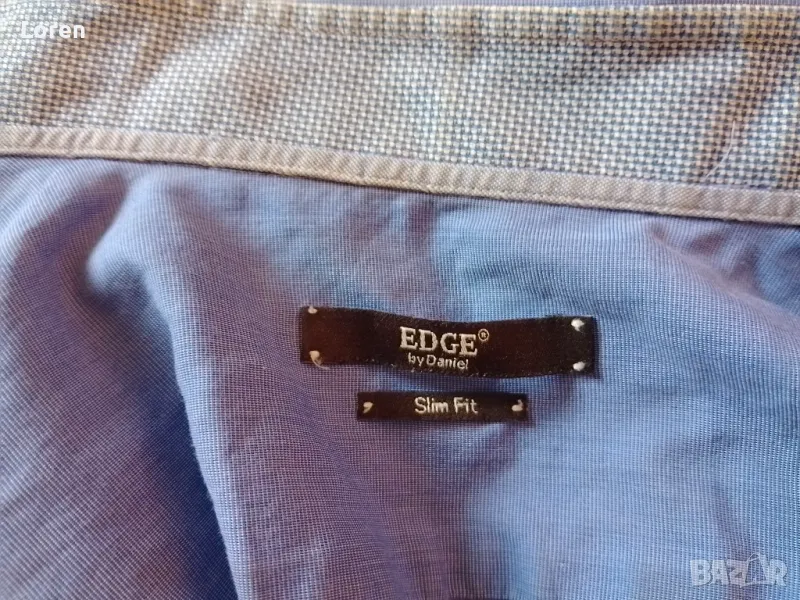 Loren
EDGE®
by Daniel
Slim Fit
BAZAR